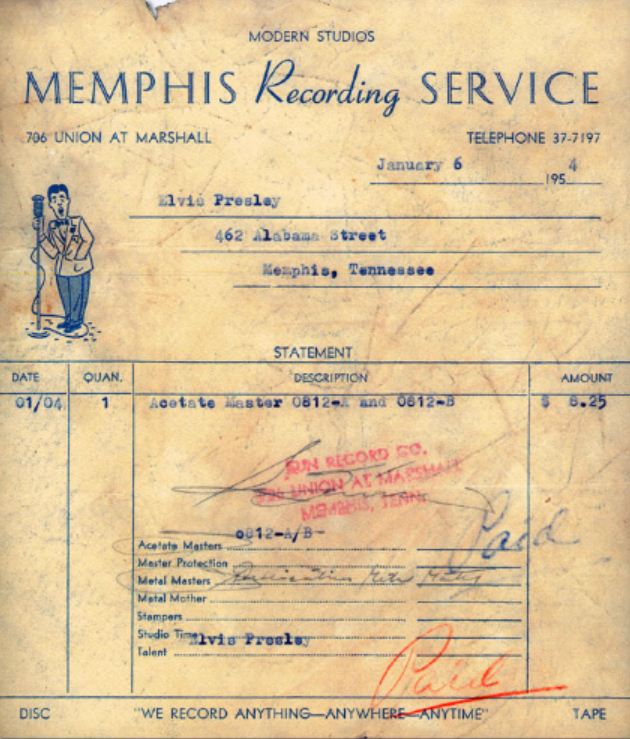 MODERN STUDIOS
MEMPHIS Recording SERVICE
706 UNION AT MARSHALL TELEPHONE 37-7197
January 6 195 4
Elvis Presley
462 Alabama Street
Memphis, Tennessee
STATEMENT
DATE QUAN. DESCRIPTION AMOUNT
01/04 1 Acetate Master 0812-A and 0812-B $ 8.25
SUN RECORD CO.
706 UNION AT MARSHALL
MEMPHIS, TENN.
0812-A/B-
Paid
Acetate Masters
Master Protection
Metal Masters
Metal Mother
Stampers
Studio Time Elvis Presley
Talent
Paid
DISC "WE RECORD ANYTHING—ANYWHERE—ANYTIME" TAPE